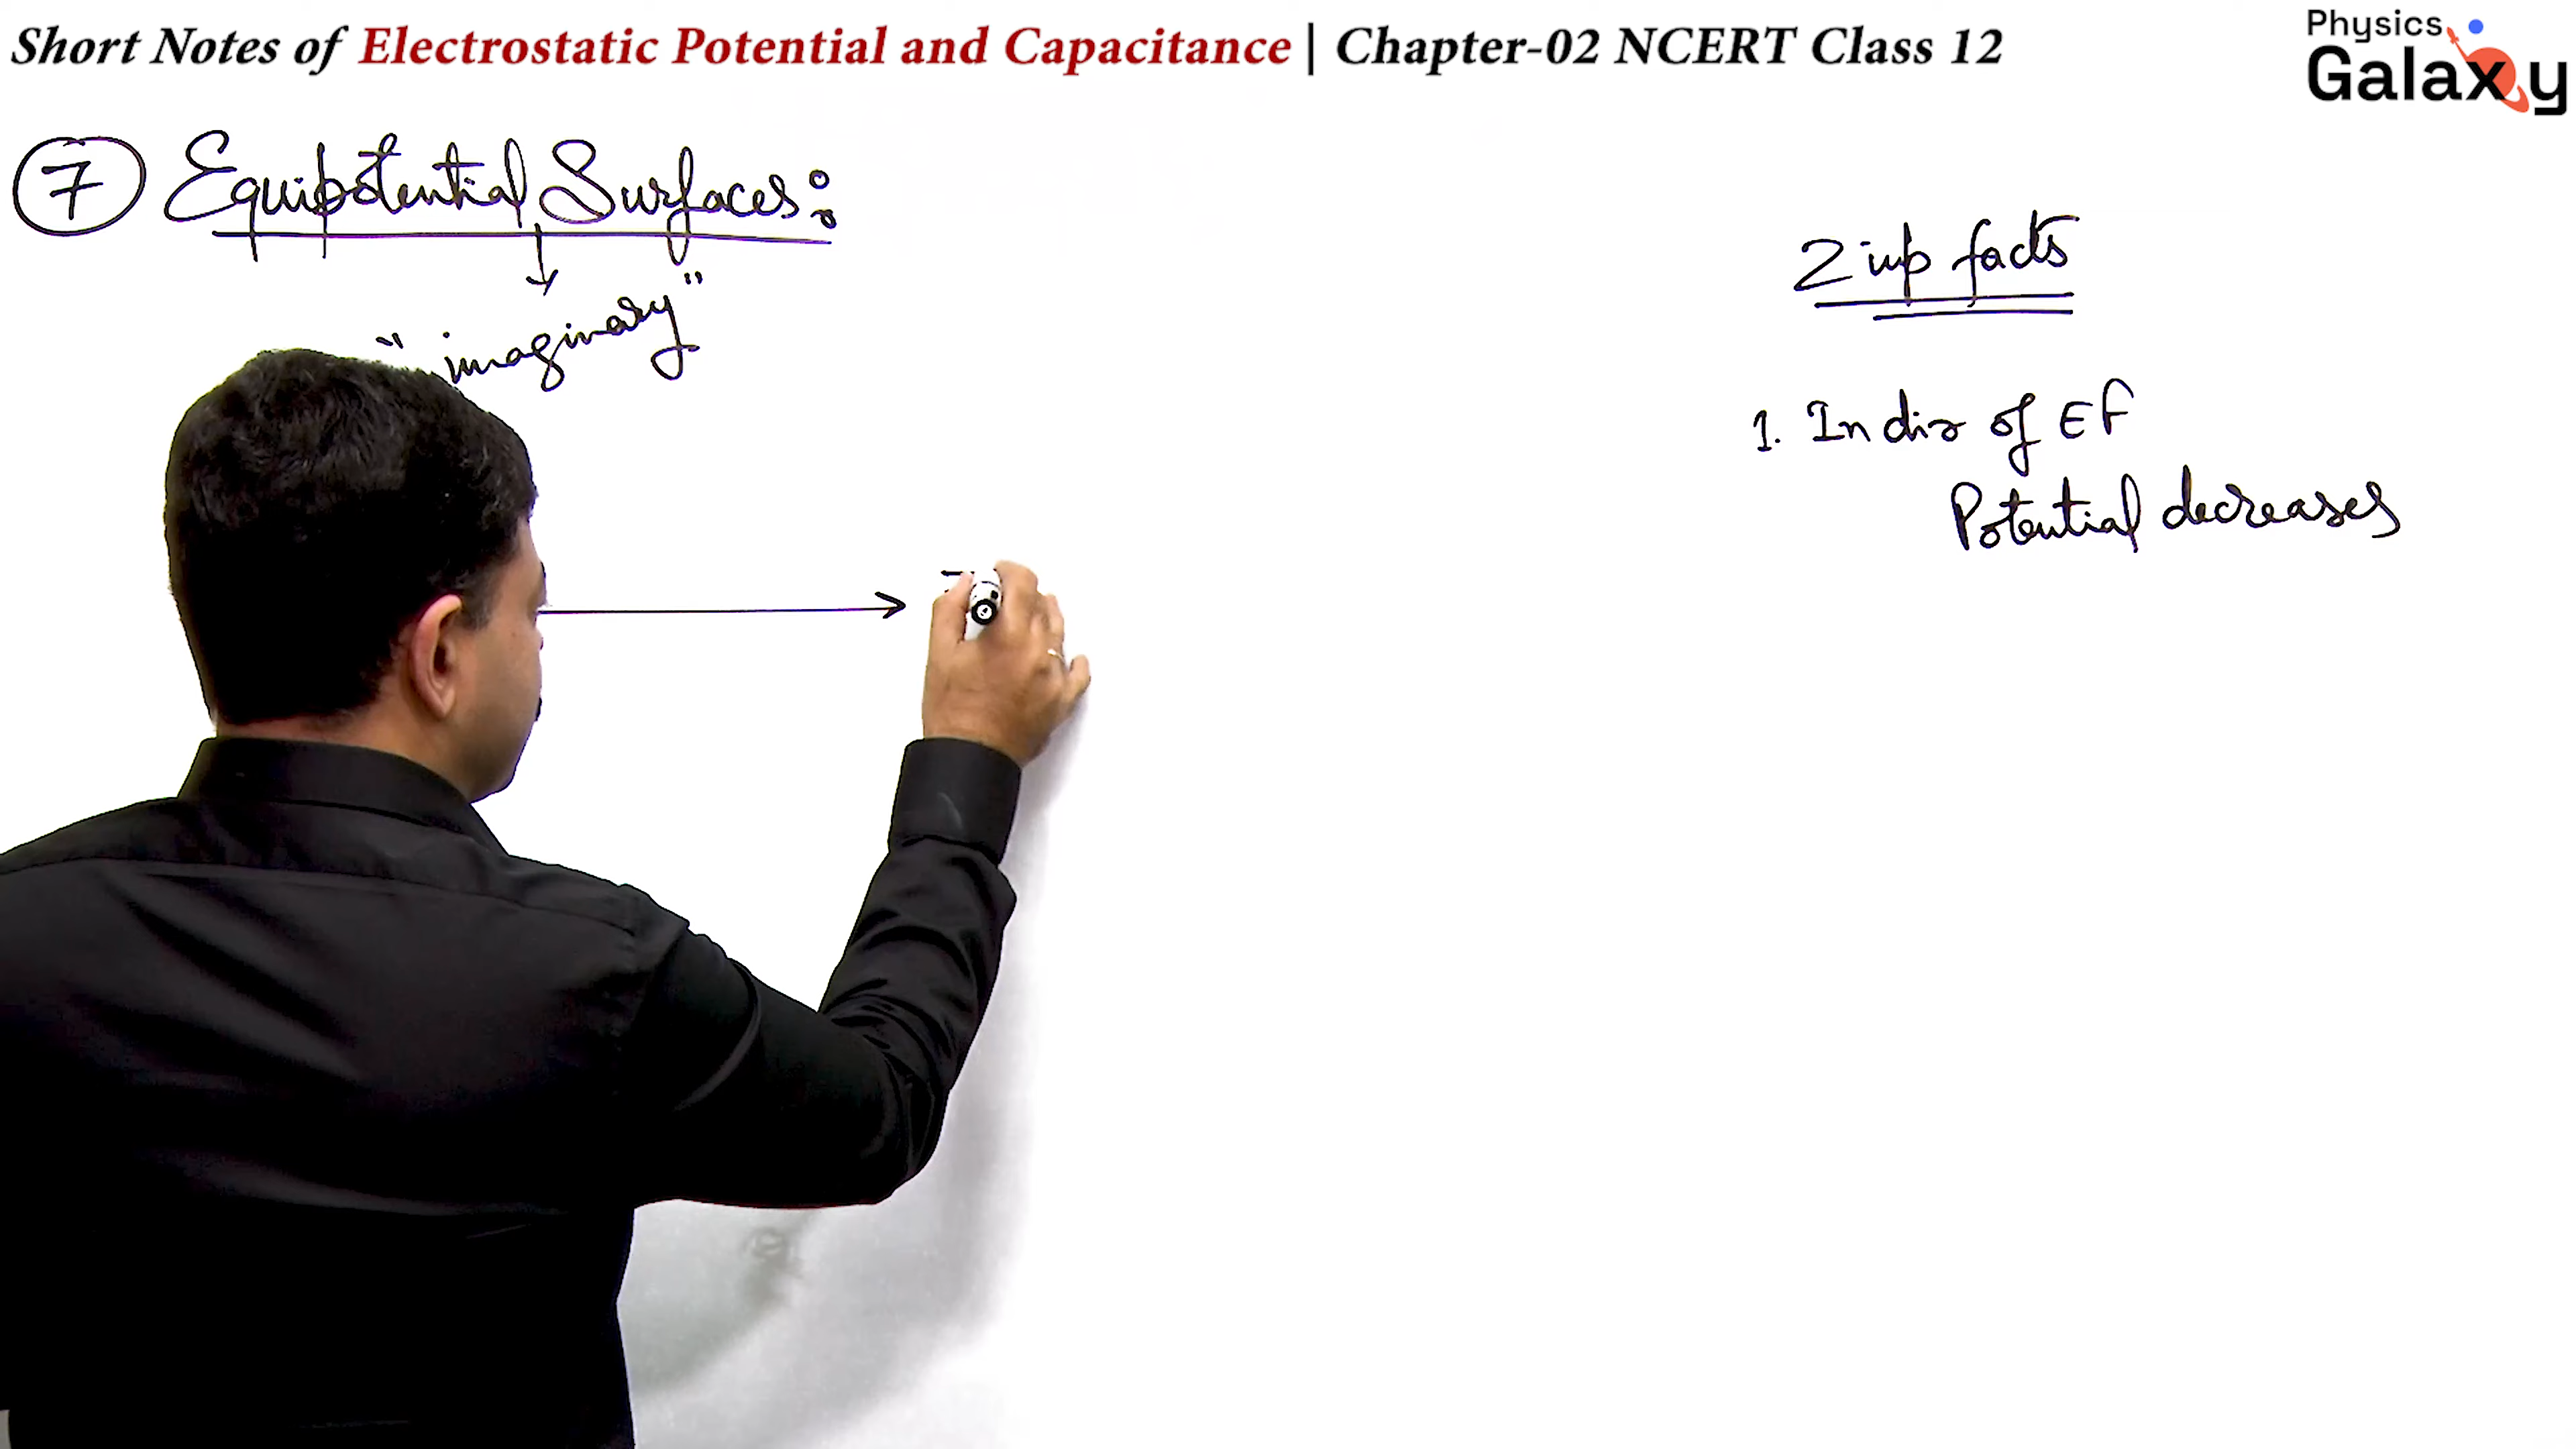 Short Notes of Electrostatic Potential and Capacitance | Chapter-02 NCERT Class 12
Physics
Galaxy
7 Equipotential Surfaces:
"imaginary"
2 imp facts
1. In dir of EF
Potential decreases